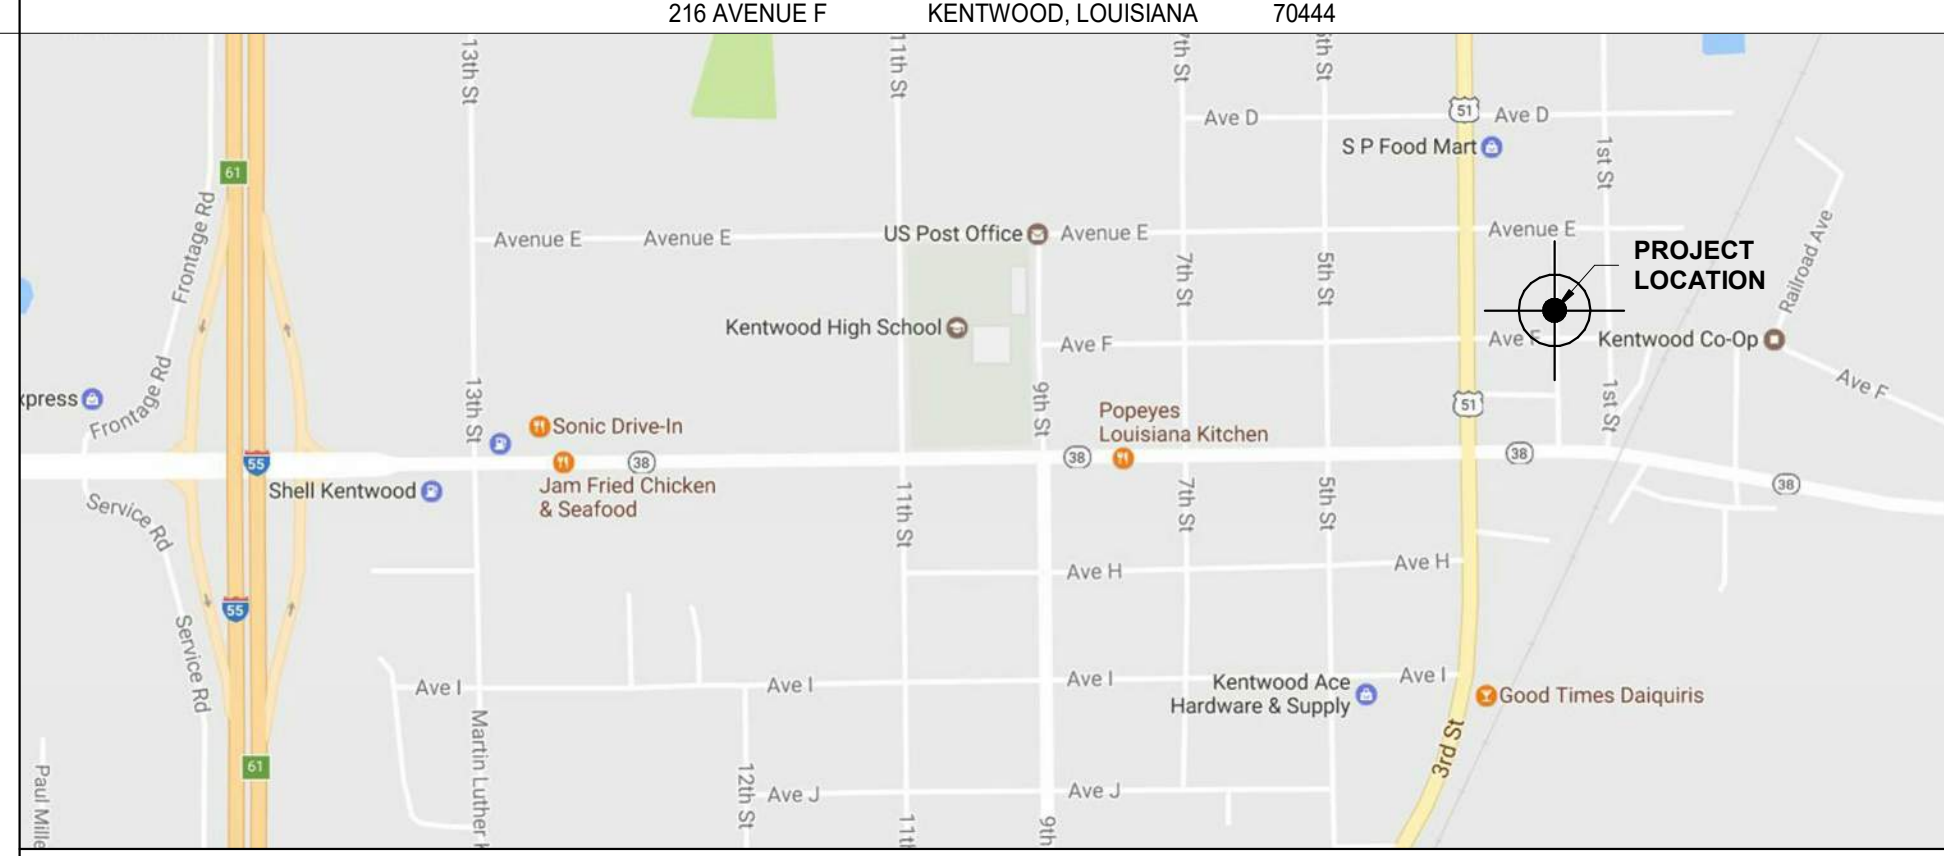 216 AVENUE F KENTWOOD, LOUISIANA 70444
13th St
11th St
7th St
5th St
51
Ave D
Ave D
S P Food Mart
1st St
61
Frontage Rd
Avenue E
Avenue E
US Post Office
Avenue E
Avenue E
PROJECT
LOCATION
Railroad Ave
7th St
5th St
Kentwood High School
Ave F
Ave F
Kentwood Co-Op
Ave F
xpress
Frontage Rd
13th St
9th St
1st St
51
Sonic Drive-In
Popeyes
Louisiana Kitchen
55
38
38
38
38
Shell Kentwood
Jam Fried Chicken
& Seafood
Service Rd
11th St
7th St
5th St
Ave H
Ave H
55
Service Rd
Ave I
Ave I
Ave I
Ave I
Kentwood Ace
Hardware & Supply
Good Times Daiquiris
3rd St
61
Martin Luther
12th St
Ave J
Ave J
Paul Mille
11th
9th